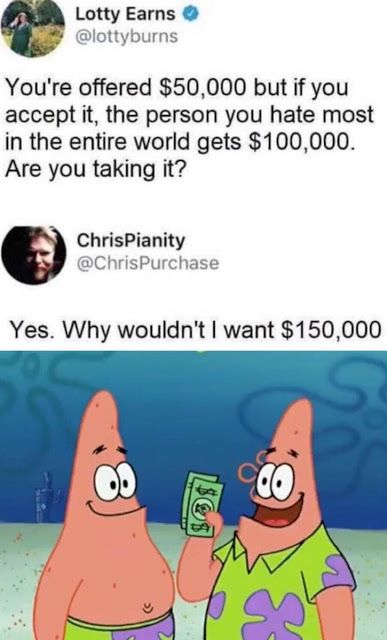 Lotty Earns
@lottyburns
You're offered $50,000 but if you
accept it, the person you hate most
in the entire world gets $100,000.
Are you taking it?
ChrisPianity
@ChrisPurchase
Yes. Why wouldn't I want $150,000